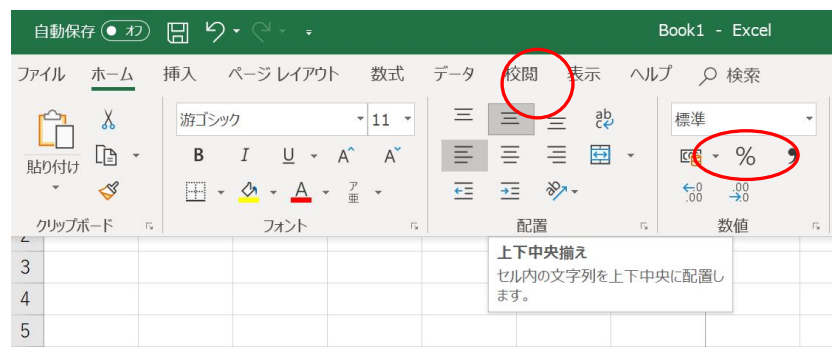 自動保存 オフ Book1 - Excel
ファイル ホーム 挿入 ページ レイアウト 数式 データ 校閲 表示 ヘルプ 検索
游ゴシック 11 ab 標準
貼り付け B I U A A %
A ア亜 .00 .00
クリップボード フォント 配置 数値
上下中央揃え
セル内の文字列を上下中央に配置し
ます。
2
3
4
5